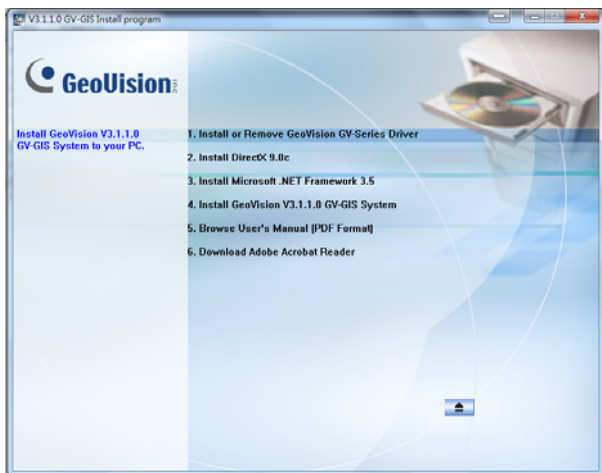 V3.1.1.0 GV-GIS Install program
GeoVision
Install GeoVision V3.1.1.0
GV-GIS System to your PC.
1. Install or Remove GeoVision GV-Series Driver
2. Install DirectX 9.0c
3. Install Microsoft .NET Framework 3.5
4. Install GeoVision V3.1.1.0 GV-GIS System
5. Browse User's Manual (PDF Format)
6. Download Adobe Acrobat Reader